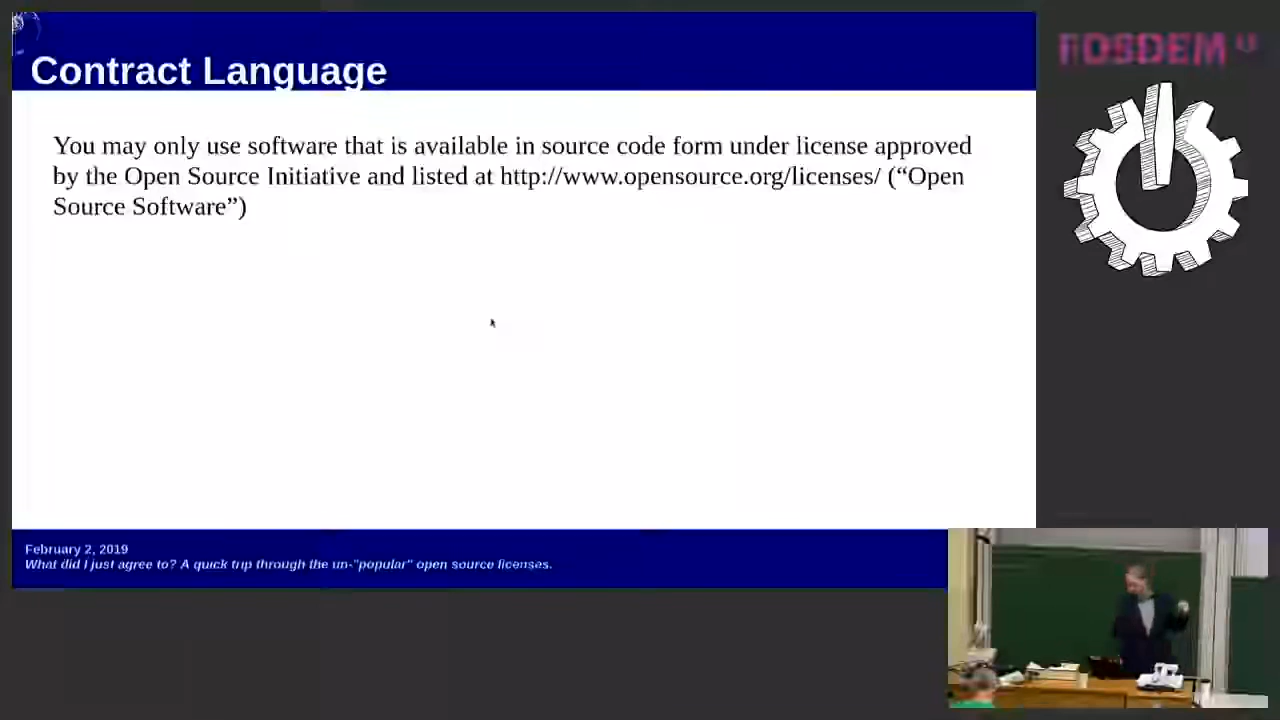 FOSDEM
Contract Language
You may only use software that is available in source code form under license approved
by the Open Source Initiative and listed at http://www.opensource.org/licenses/ (“Open
Source Software”)
February 2, 2019
What did I just agree to? A quick trip through the un-"popular" open source licenses.